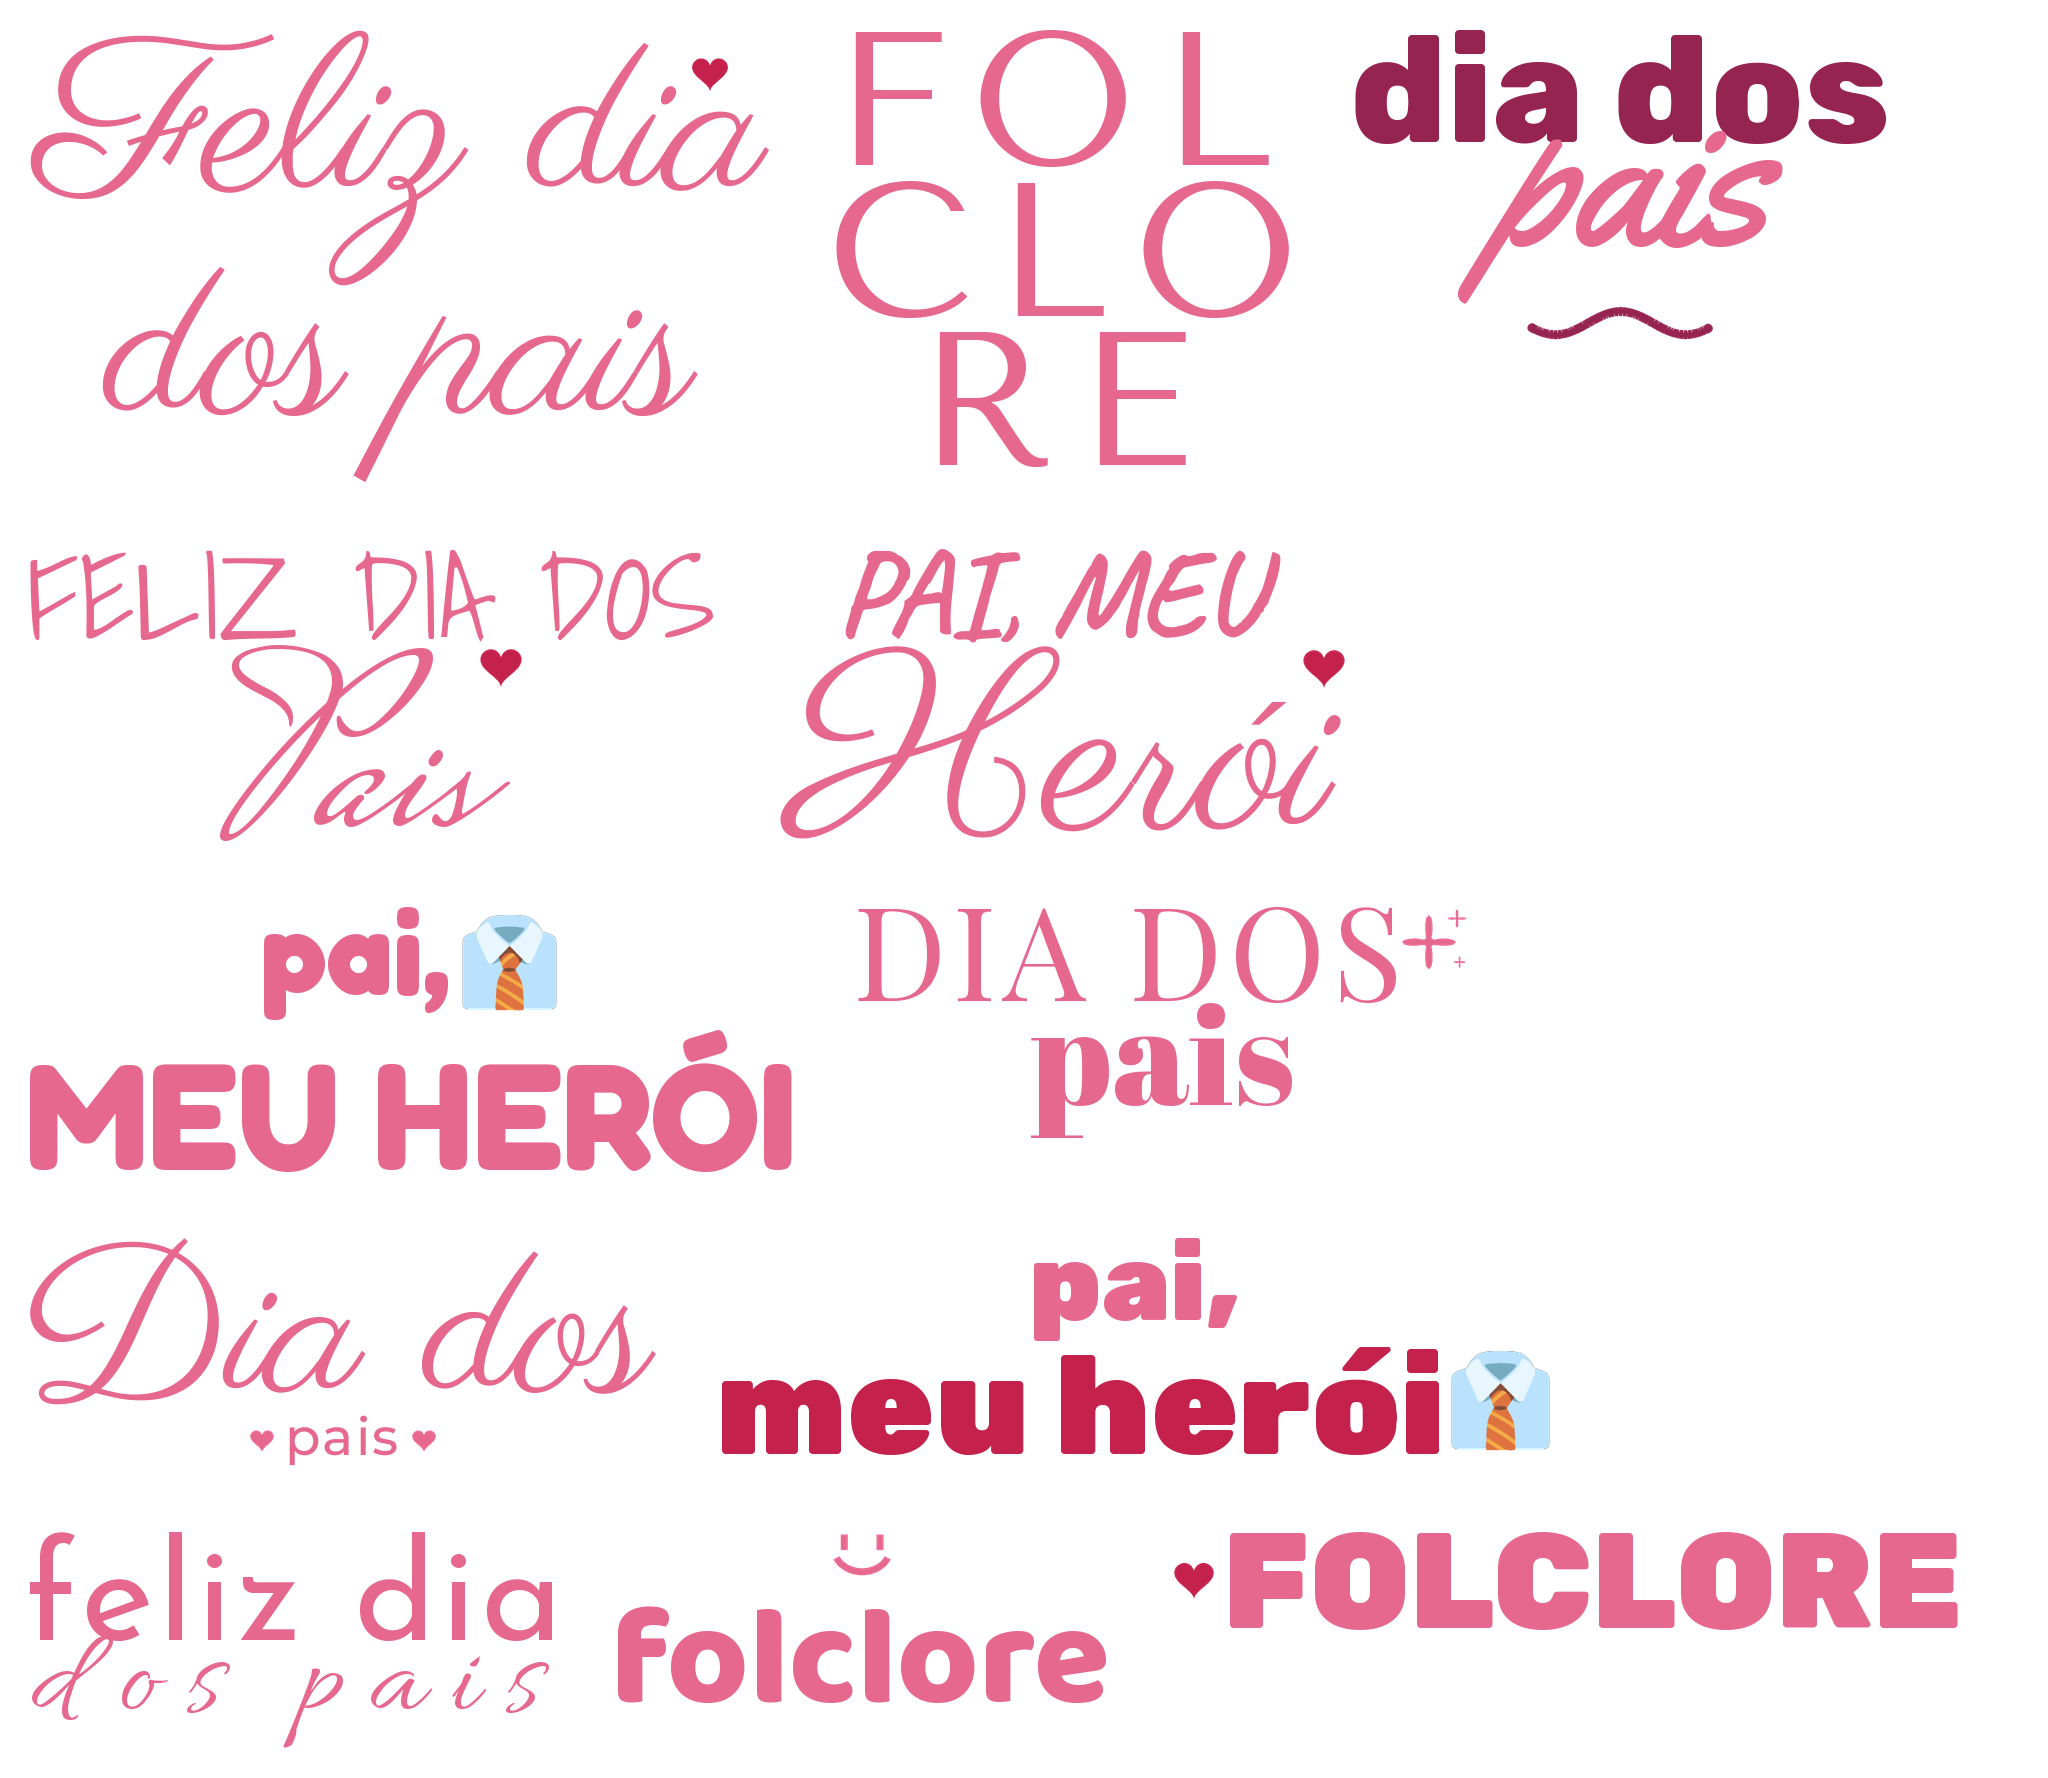 Feliz dia
dos pais
FOL
CLO
RE
dia dos
pais
FELIZ DIA DOS
Pais
PAI, MEU
Herói
pai,
MEU HERÓI
DIA DOS
pais
Dia dos
pais
pai,
meu herói
feliz dia
dos pais
folclore
FOLCLORE